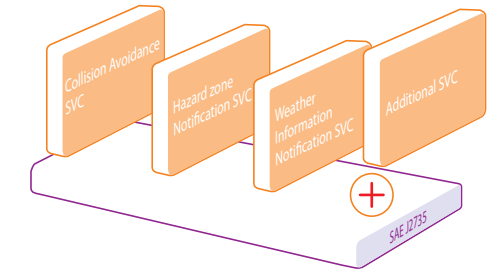 Collision Avoidance
SVC
Hazard zone
Notification SVC
Weather
Information
Notification SVC
Additional SVC
SAE J2735